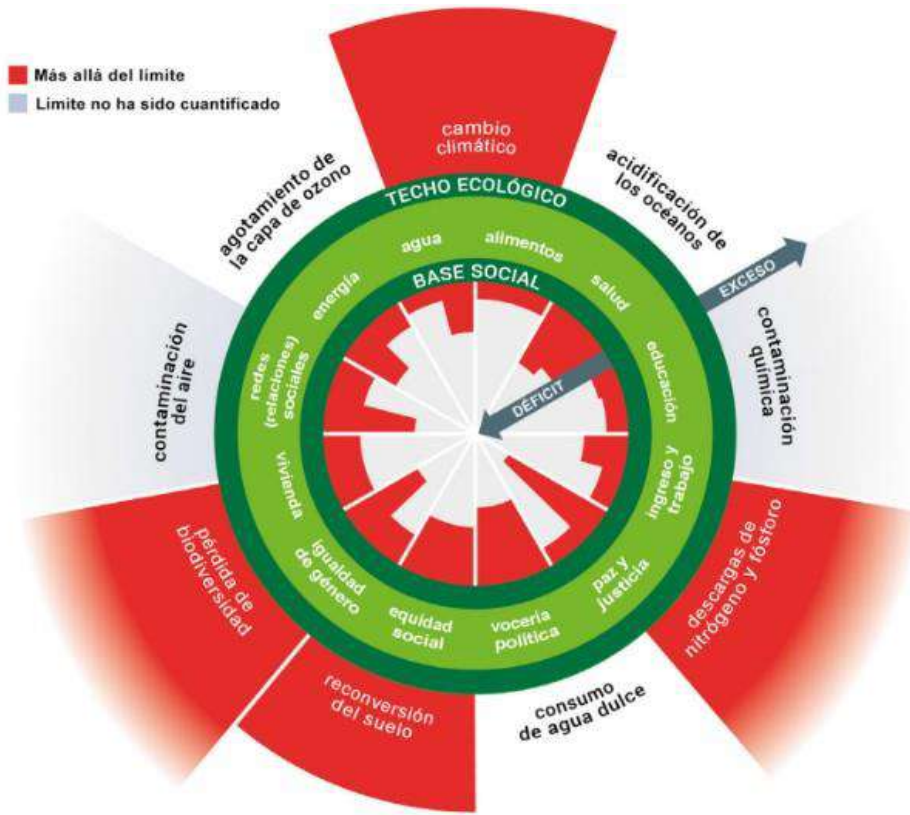 Más allá del límite
Límite no ha sido cuantificado
cambio
climático
agotamiento de
la capa de ozono
acidificación de
los océanos
TECHO ECOLÓGICO
agua
alimentos
energía
salud
BASE SOCIAL
EXCESO
contaminación
del aire
redes
(relaciones)
sociales
DÉFICIT
educación
contaminación
química
vivienda
ingreso y
trabajo
pérdida de
biodiversidad
igualdad
de género
equidad
social
vocería
política
paz y
justicia
descargas de
nitrógeno y fósforo
reconversión
del suelo
consumo
de agua dulce